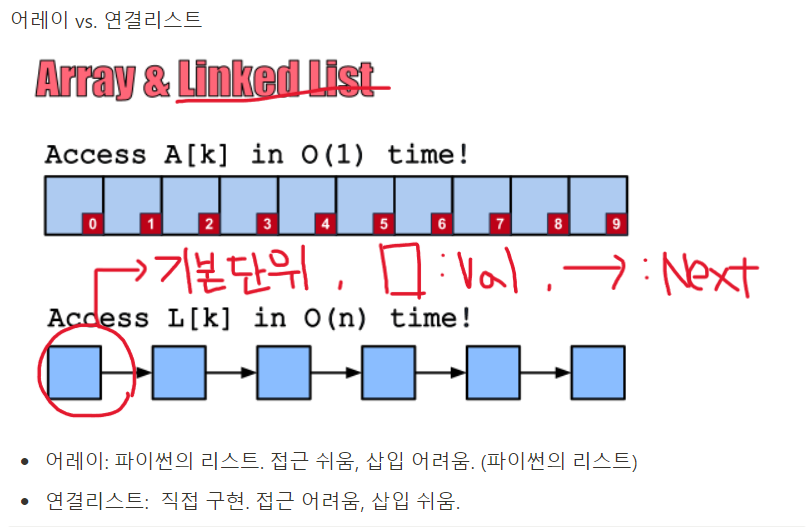 어레이 vs. 연결리스트
Array & Linked List
Access A[k] in O(1) time!
0 1 2 3 4 5 6 7 8 9
→ 기본단위, □ : Val, → : Next
Access L[k] in O(n) time!
• 어레이: 파이썬의 리스트. 접근 쉬움, 삽입 어려움. (파이썬의 리스트)
• 연결리스트: 직접 구현. 접근 어려움, 삽입 쉬움.